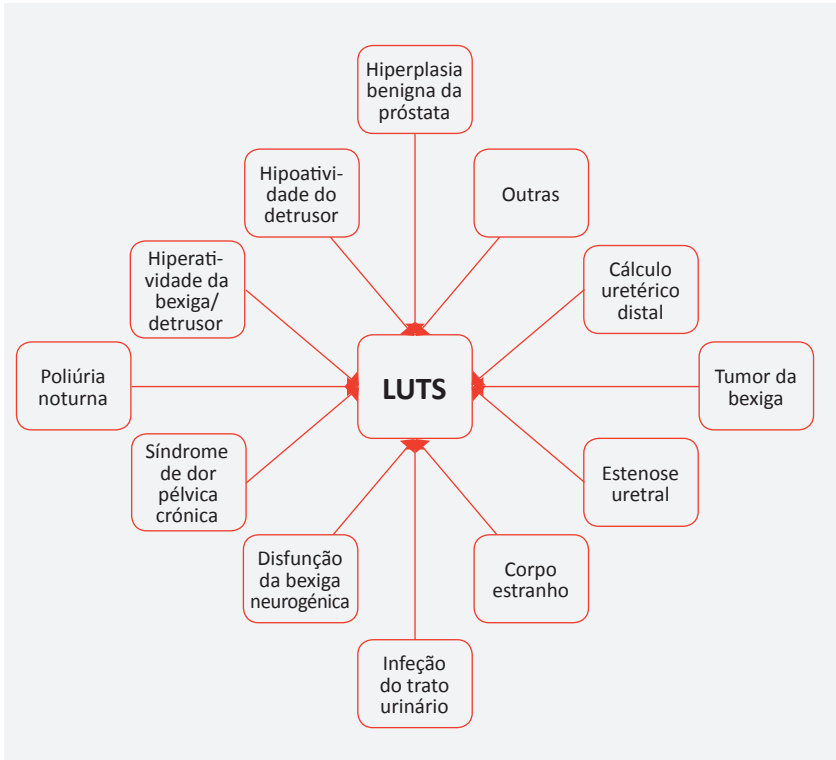 Hiperplasia
benigna da
próstata
Outras
Cálculo
uretérico
distal
Tumor da
bexiga
Estenose
uretral
Corpo
estranho
Infeção
do trato
urinário
Disfunção
da bexiga
neurogénica
Síndrome
de dor
pélvica
crónica
Poliúria
noturna
Hiperati-
vidade da
bexiga/
detrusor
Hipoativi-
dade do
detrusor
LUTS